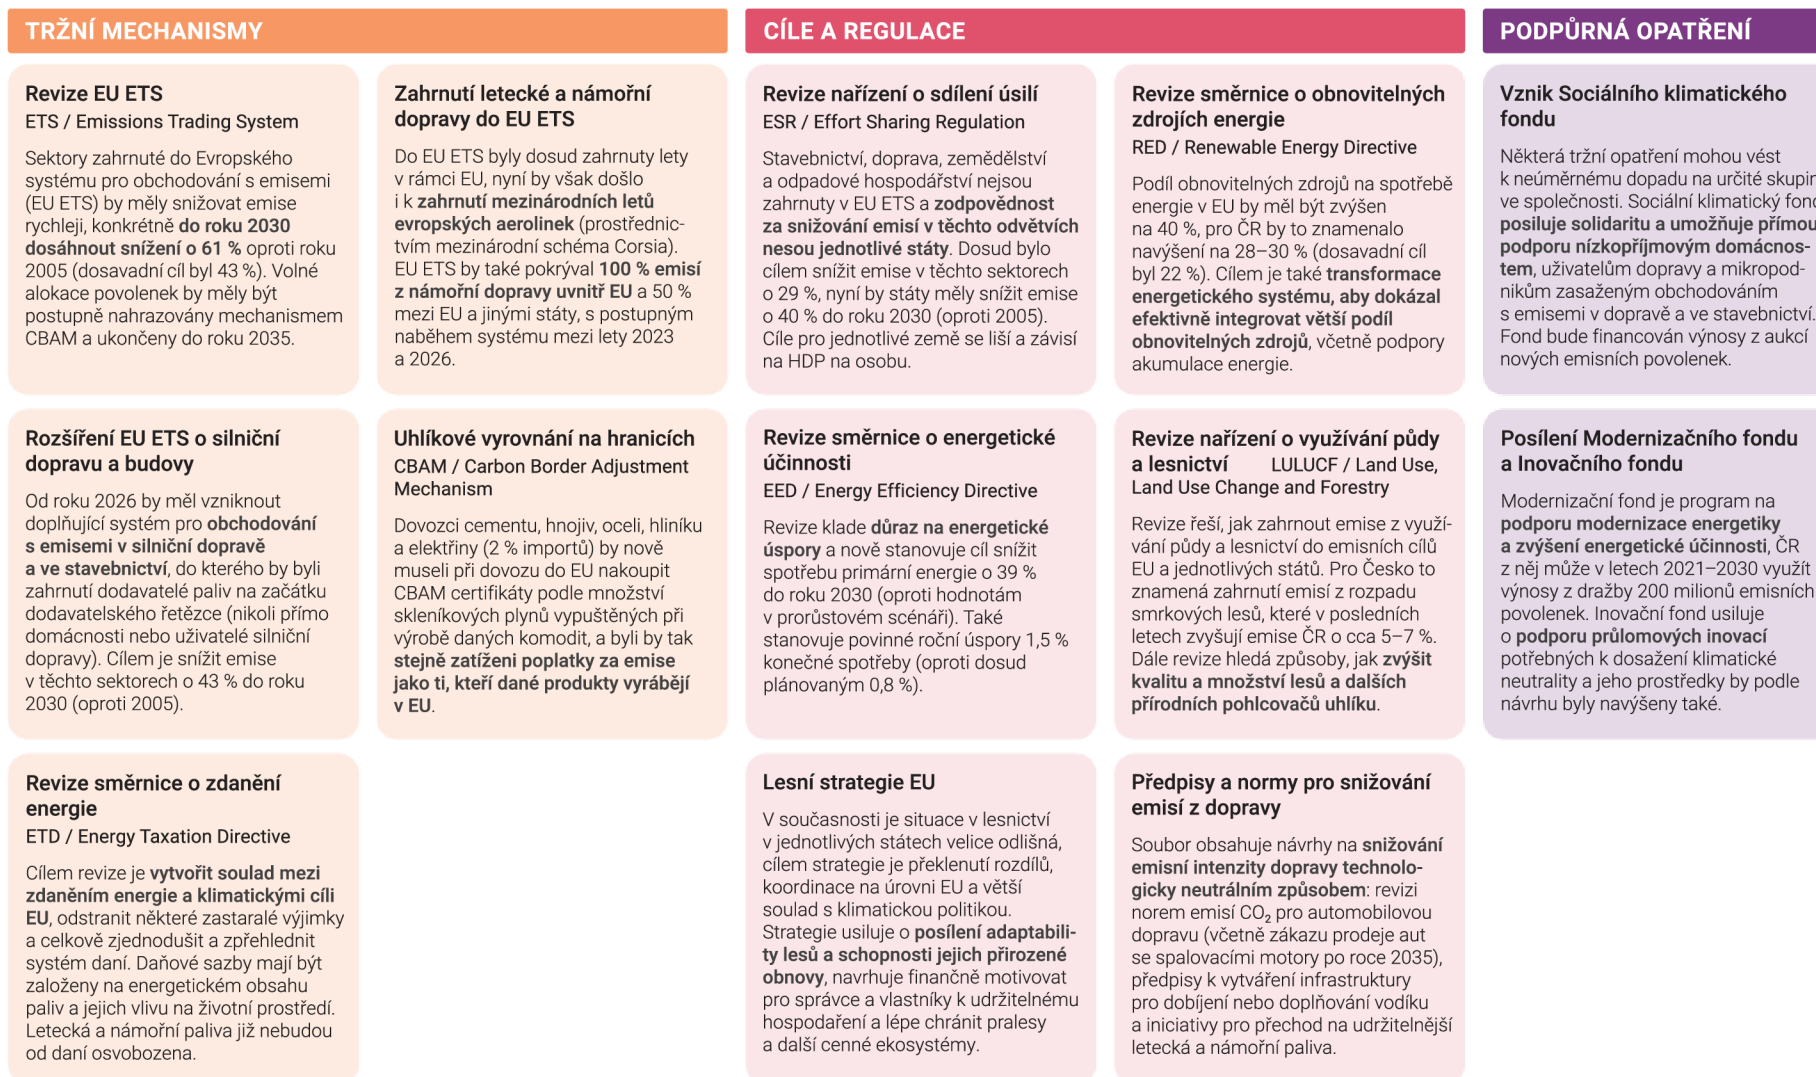 TRŽNÍ MECHANISMY
Revize EU ETS
ETS / Emissions Trading System
Sektory zahrnuté do Evropského
systému pro obchodování s emisemi
(EU ETS) by měly snižovat emise
rychleji, konkrétně do roku 2030
dosáhnout snížení o 61 % oproti roku
2005 (dosavadní cíl byl 43 %). Volné
alokace povolenek by měly být
postupně nahrazovány mechanismem
CBAM a ukončeny do roku 2035.
Zahrnutí letecké a námořní
dopravy do EU ETS
Do EU ETS byly dosud zahrnuty lety
v rámci EU, nyní by však došlo
i k zahrnutí mezinárodních letů
evropských aerolinek (prostřednic-
tvím mezinárodní schéma Corsia).
EU ETS by také pokrýval 100 % emisí
z námořní dopravy uvnitř EU a 50 %
mezi EU a jinými státy, s postupným
naběhem systému mezi lety 2023
a 2026.
Rozšíření EU ETS o silniční
dopravu a budovy
Od roku 2026 by měl vzniknout
doplňující systém pro obchodování
s emisemi v silniční dopravě
a ve stavebnictví, do kterého by byli
zahrnutí dodavatelé paliv na začátku
dodavatelského řetězce (nikoli přímo
domácnosti nebo uživatelé silniční
dopravy). Cílem je snížit emise
v těchto sektorech o 43 % do roku
2030 (oproti 2005).
Uhlíkové vyrovnání na hranicích
CBAM / Carbon Border Adjustment
Mechanism
Dovozci cementu, hnojiv, oceli, hliníku
a elektřiny (2 % importů) by nově
museli při dovozu do EU nakoupit
CBAM certifikáty podle množství
skleníkových plynů vypuštěných při
výrobě daných komodit, a byli by tak
stejně zatíženi poplatky za emise
jako ti, kteří dané produkty vyrábějí
v EU.
Revize směrnice o zdanění
energie
ETD / Energy Taxation Directive
Cílem revize je vytvořit soulad mezi
zdaněním energie a klimatickými cíli
EU, odstranit některé zastaralé výjimky
a celkově zjednodušit a zpřehlednit
systém daní. Daňové sazby mají být
založeny na energetickém obsahu
paliv a jejich vlivu na životní prostředí.
Letecká a námořní paliva již nebudou
od daní osvobozena.
CÍLE A REGULACE
Revize nařízení o sdílení úsilí
ESR / Effort Sharing Regulation
Stavebnictví, doprava, zemědělství
a odpadové hospodářství nejsou
zahrnuty v EU ETS a zodpovědnost
za snižování emisí v těchto odvětvích
nesou jednotlivé státy. Dosud bylo
cílem snížit emise v těchto sektorech
o 29 %, nyní by státy měly snížit emise
o 40 % do roku 2030 (oproti 2005).
Cíle pro jednotlivé země se liší a závisí
na HDP na osobu.
Revize směrnice o obnovitelných
zdrojích energie
RED / Renewable Energy Directive
Podíl obnovitelných zdrojů na spotřebě
energie v EU by měl být zvýšen
na 40 %, pro ČR by to znamenalo
navýšení na 28–30 % (dosavadní cíl
byl 22 %). Cílem je také transformace
energetického systému, aby dokázal
efektivně integrovat větší podíl
obnovitelných zdrojů, včetně podpory
akumulace energie.
Revize směrnice o energetické
účinnosti
EED / Energy Efficiency Directive
Revize klade důraz na energetické
úspory a nově stanovuje cíl snížit
spotřebu primární energie o 39 %
do roku 2030 (oproti hodnotám
v prorůstovém scénáři). Také
stanovuje povinné roční úspory 1,5 %
konečné spotřeby (oproti dosud
plánovaným 0,8 %).
Revize nařízení o využívání půdy
a lesnictví LULUCF / Land Use,
Land Use Change and Forestry
Revize řeší, jak zahrnout emise z využí-
vání půdy a lesnictví do emisních cílů
EU a jednotlivých států. Pro Česko to
znamená zahrnutí emisí z rozpadu
smrkových lesů, které v posledních
letech zvyšují emise ČR o cca 5–7 %.
Dále revize hledá způsoby, jak zvýšit
kvalitu a množství lesů a dalších
přírodních pohlcovačů uhlíku.
Lesní strategie EU
V současnosti je situace v lesnictví
v jednotlivých státech velice odlišná,
cílem strategie je překlenutí rozdílů,
koordinace na úrovni EU a větší
soulad s klimatickou politikou.
Strategie usiluje o posílení adaptabili-
ty lesů a schopnosti jejich přirozené
obnovy, navrhuje finančně motivovat
pro správce a vlastníky k udržitelnému
hospodaření a lépe chránit pralesy
a další cenné ekosystémy.
Předpisy a normy pro snižování
emisí z dopravy
Soubor obsahuje návrhy na snižování
emisní intenzity dopravy technolo-
gicky neutrálním způsobem: revizi
norem emisí CO₂ pro automobilovou
dopravu (včetně zákazu prodeje aut
se spalovacími motory po roce 2035),
předpisy k vytváření infrastruktury
pro dobíjení nebo doplňování vodíku
a iniciativy pro přechod na udržitelnější
letecká a námořní paliva.
PODPŮRNÁ OPATŘENÍ
Vznik Sociálního klimatického
fondu
Některá tržní opatření mohou vést
k neúměrnému dopadu na určité skupin
ve společnosti. Sociální klimatický fond
posiluje solidaritu a umožňuje přímou
podporu nízkopříjmovým domácnos-
tem, uživatelům dopravy a mikropod-
nikům zasaženým obchodováním
s emisemi v dopravě a ve stavebnictví.
Fond bude financován výnosy z aukcí
nových emisních povolenek.
Posílení Modernizačního fondu
a Inovačního fondu
Modernizační fond je program na
podporu modernizace energetiky
a zvýšení energetické účinnosti, ČR
z něj může v letech 2021–2030 využít
výnosy z dražby 200 milionů emisních
povolenek. Inovační fond usiluje
o podporu průlomových inovací
potřebných k dosažení klimatické
neutrality a jeho prostředky by podle
návrhu byly navýšeny také.